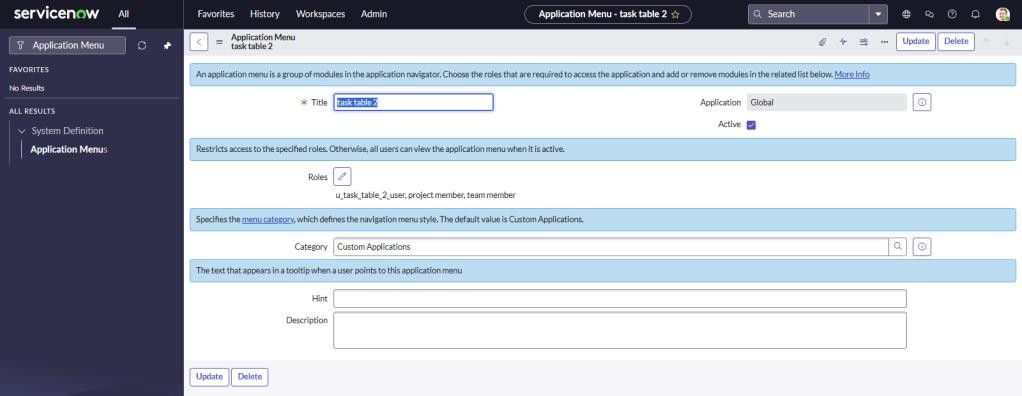 servicenow
All
Favorites History Workspaces Admin
Application Menu - task table 2
Search
Application Menu
FAVORITES
No Results
ALL RESULTS
System Definition
Application Menus
Application Menu
task table 2
Update Delete
An application menu is a group of modules in the application navigator. Choose the roles that are required to access the application and add or remove modules in the related list below. More Info
Title task table 2
Application Global
Active
Restricts access to the specified roles. Otherwise, all users can view the application menu when it is active.
Roles
u_task_table_2_user, project member, team member
Specifies the menu category, which defines the navigation menu style. The default value is Custom Applications.
Category Custom Applications
The text that appears in a tooltip when a user points to this application menu
Hint
Description
Update Delete